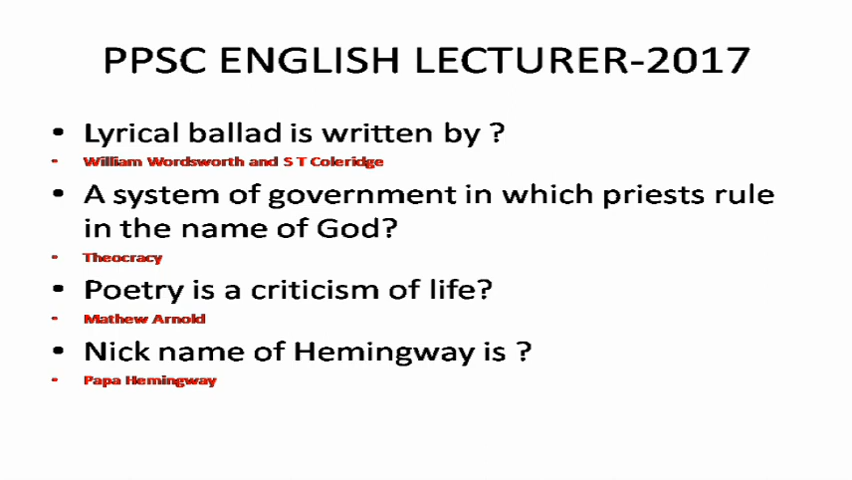 PPSC ENGLISH LECTURER-2017
• Lyrical ballad is written by ?
• William Wordsworth and S T Coleridge
• A system of government in which priests rule
in the name of God?
• Theocracy
• Poetry is a criticism of life?
• Mathew Arnold
• Nick name of Hemingway is ?
• Papa Hemingway